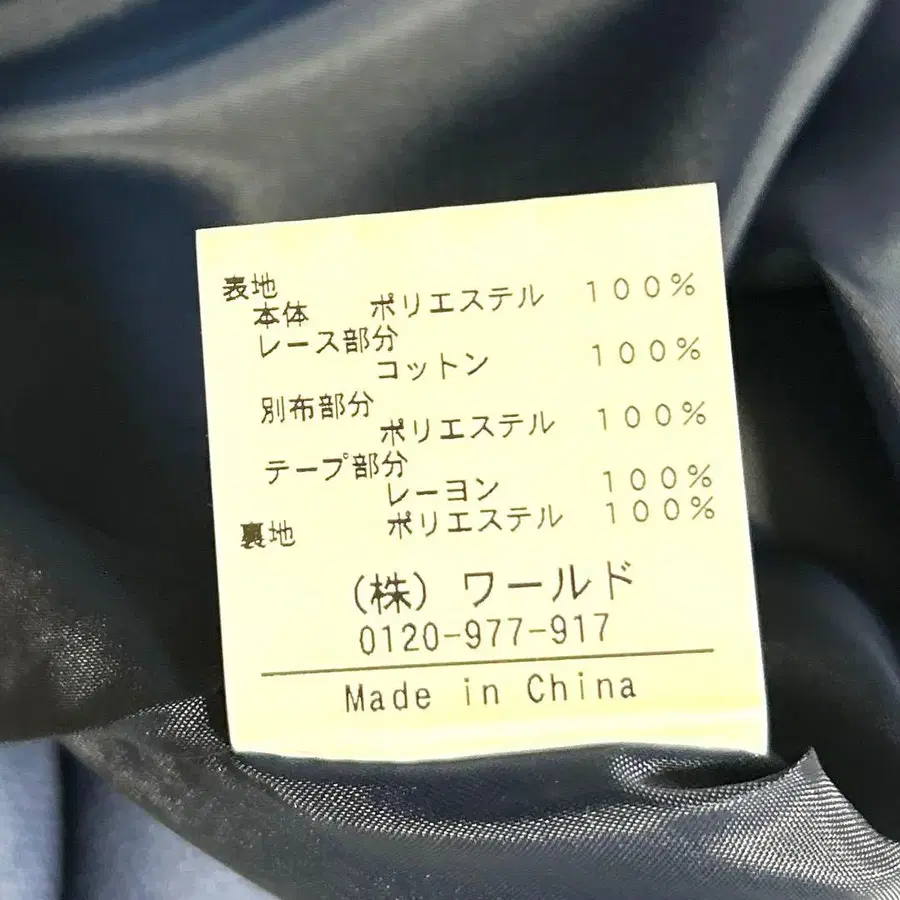 表地
本体 ポリエステル 100%
レース部分
コットン 100%
別布部分
ポリエステル 100%
テープ部分
レーヨン 100%
裏地 ポリエステル 100%
(株) ワールド
0120-977-917
Made in China